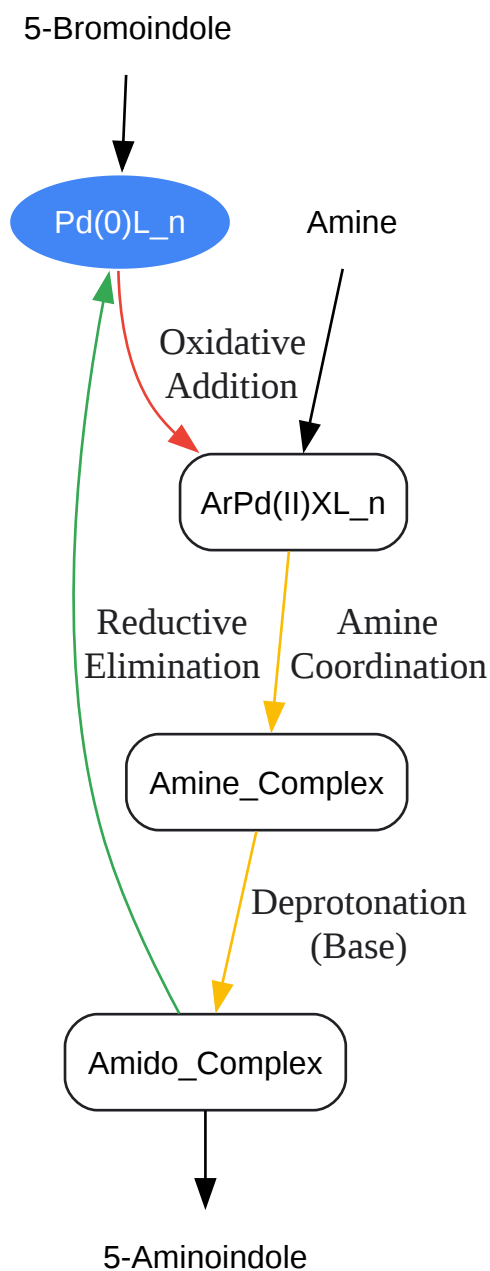 5-Bromoindole
Pd(0)L_n
Amine
Oxidative
Addition
ArPd(II)XL_n
Reductive
Elimination
Amine
Coordination
Amine_Complex
Deprotonation
(Base)
Amido_Complex
5-Aminoindole